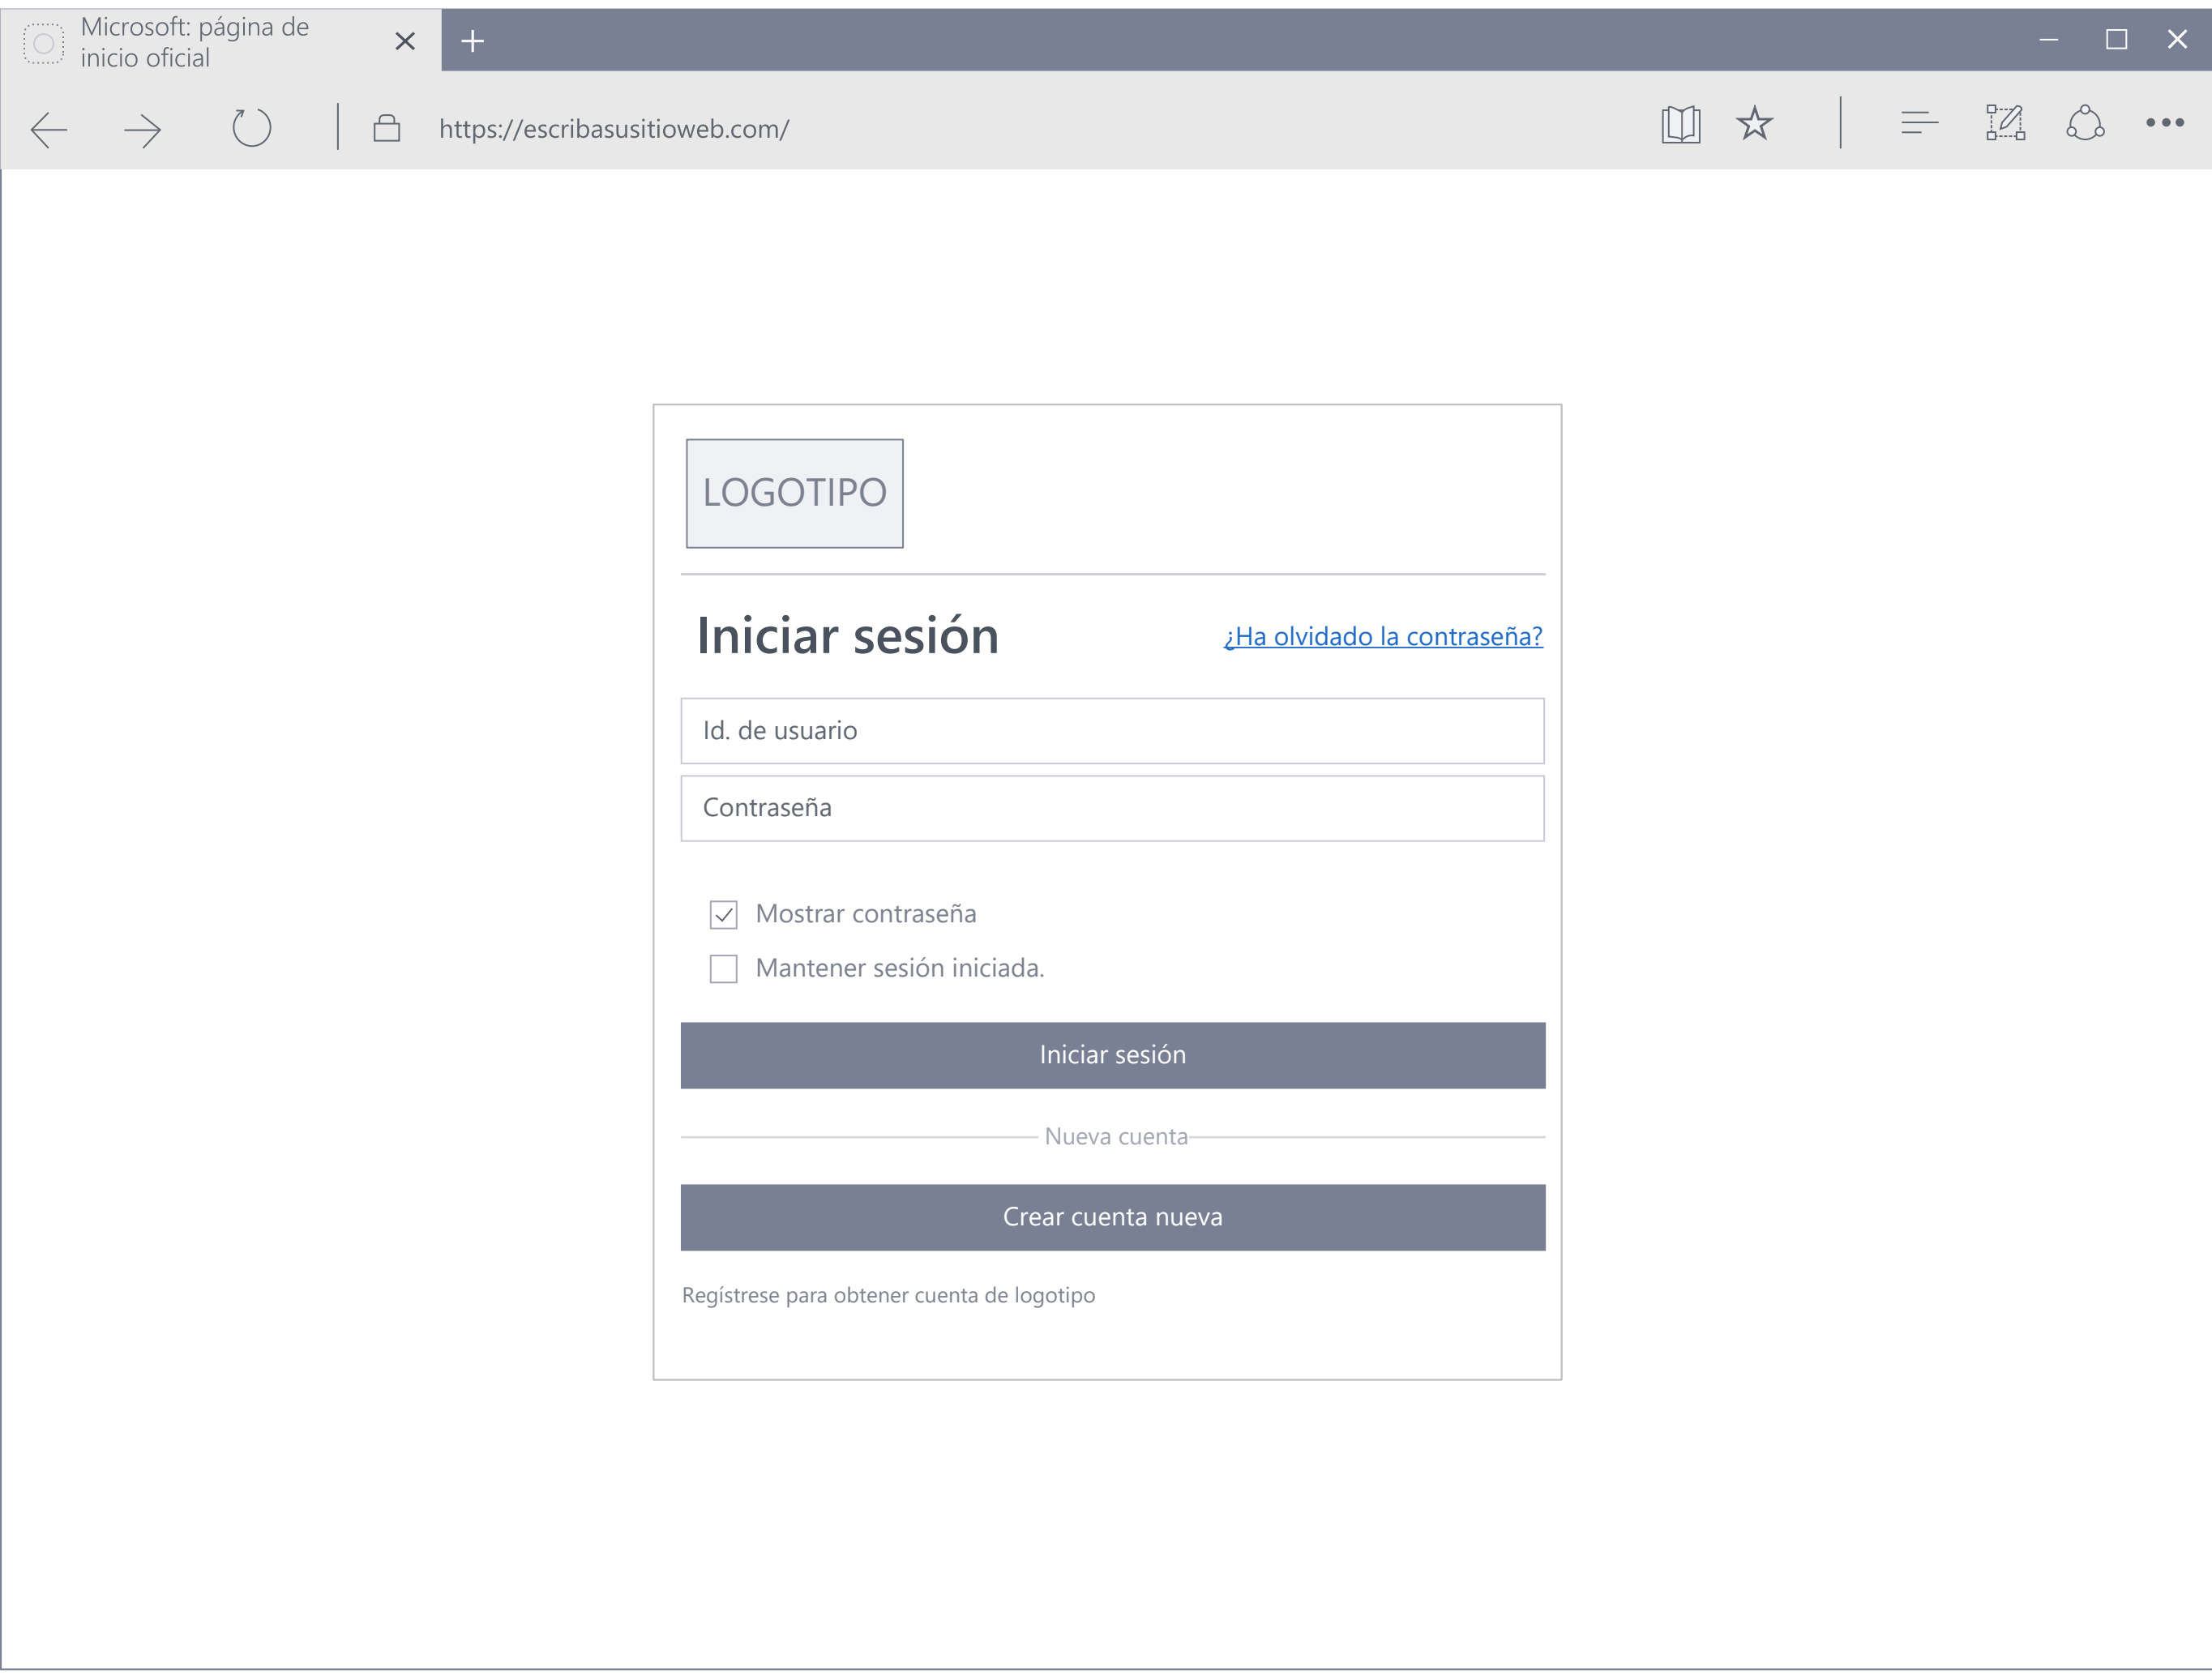 Microsoft: página de
inicio oficial
https://escribasusitioweb.com/
LOGOTIPO
Iniciar sesión
¿Ha olvidado la contraseña?
Id. de usuario
Contraseña
Mostrar contraseña
Mantener sesión iniciada.
Iniciar sesión
Nueva cuenta
Crear cuenta nueva
Regístrese para obtener cuenta de logotipo